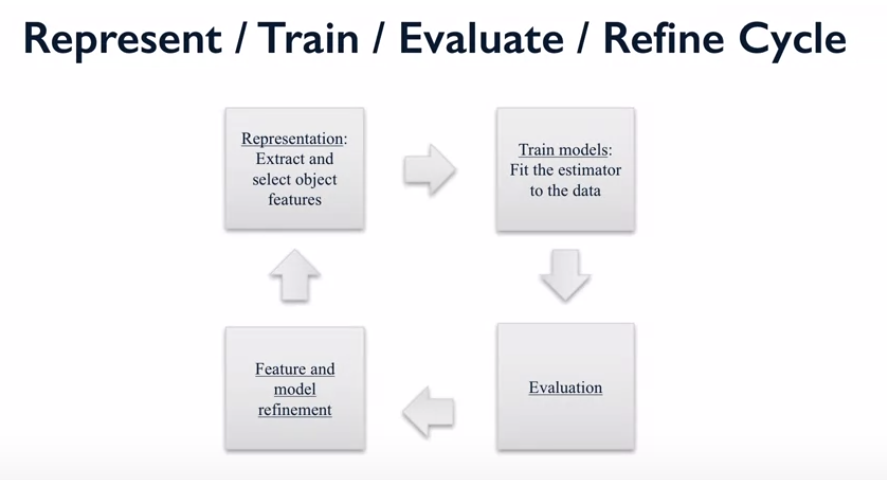 Represent / Train / Evaluate / Refine Cycle
Representation:
Extract and
select object
features
Train models:
Fit the estimator
to the data
Feature and
model
refinement
Evaluation